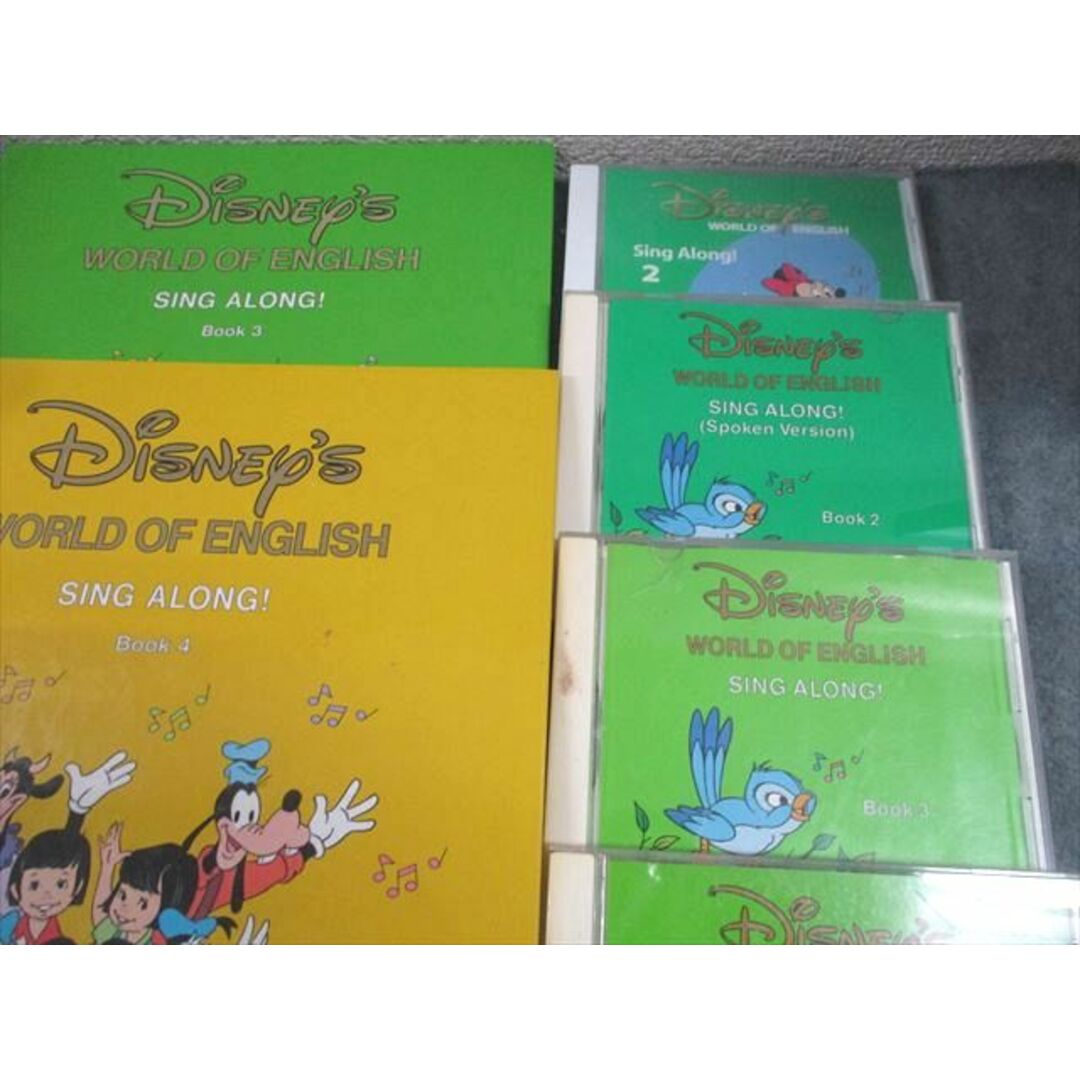 Disney's
WORLD OF ENGLISH
SING ALONG!
Book 3
Disney's
WORLD OF ENGLISH
SING ALONG!
Book 4
Disney's
WORLD OF ENGLISH
Sing Along!
2
Disney's
WORLD OF ENGLISH
SING ALONG!
(Spoken Version)
Book 2
Disney's
WORLD OF ENGLISH
SING ALONG!
Book 3
Disney's